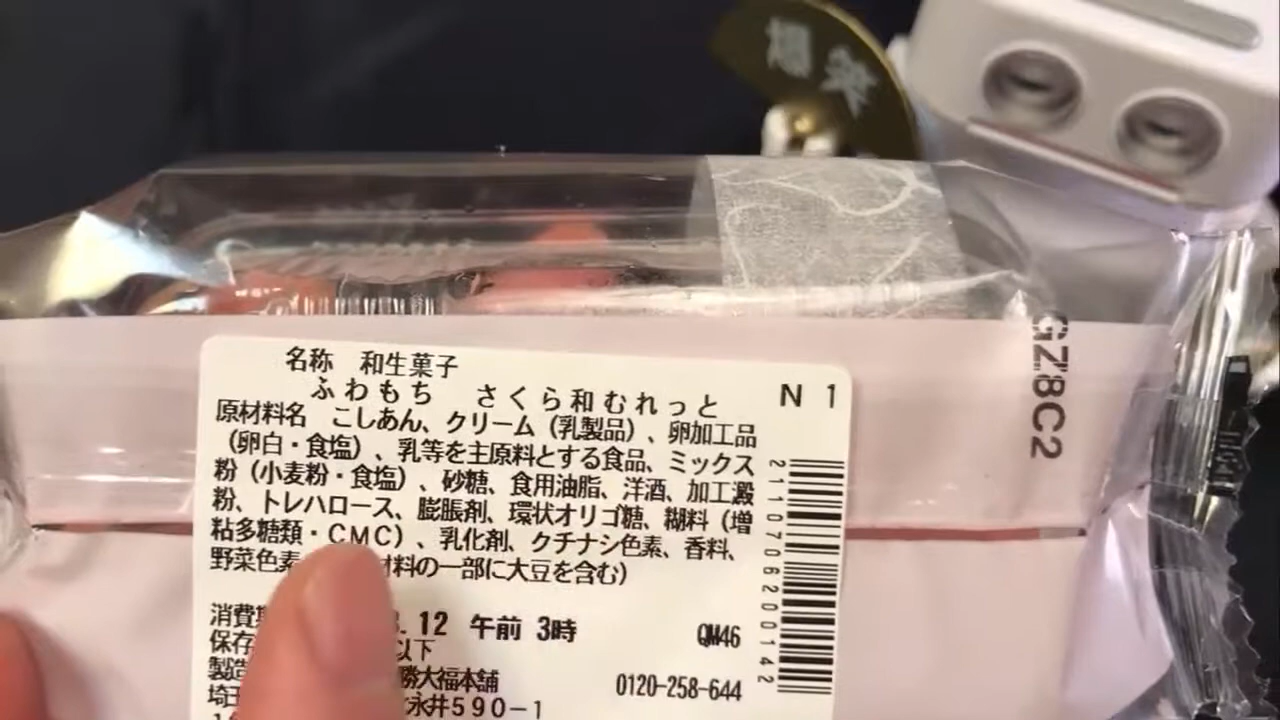 GZ8C2
名称 和生菓子
ふわもち さくら和むれっと
N 1
原材料名 こしあん、クリーム（乳製品）、卵加工品
（卵白・食塩）、乳等を主原料とする食品、ミックス
粉（小麦粉・食塩）、砂糖、食用油脂、洋酒、加工澱
粉、トレハロース、膨脹剤、環状オリゴ糖、糊料（増
粘多糖類・CMC）、乳化剤、クチナシ色素、香料、
野菜色素 材料の一部に大豆を含む）
消費 . 12 午前 3時 QM46
保存 以下
製造 勝大福本舗 0120-258-644
埼玉 永井590-1
2110706200142